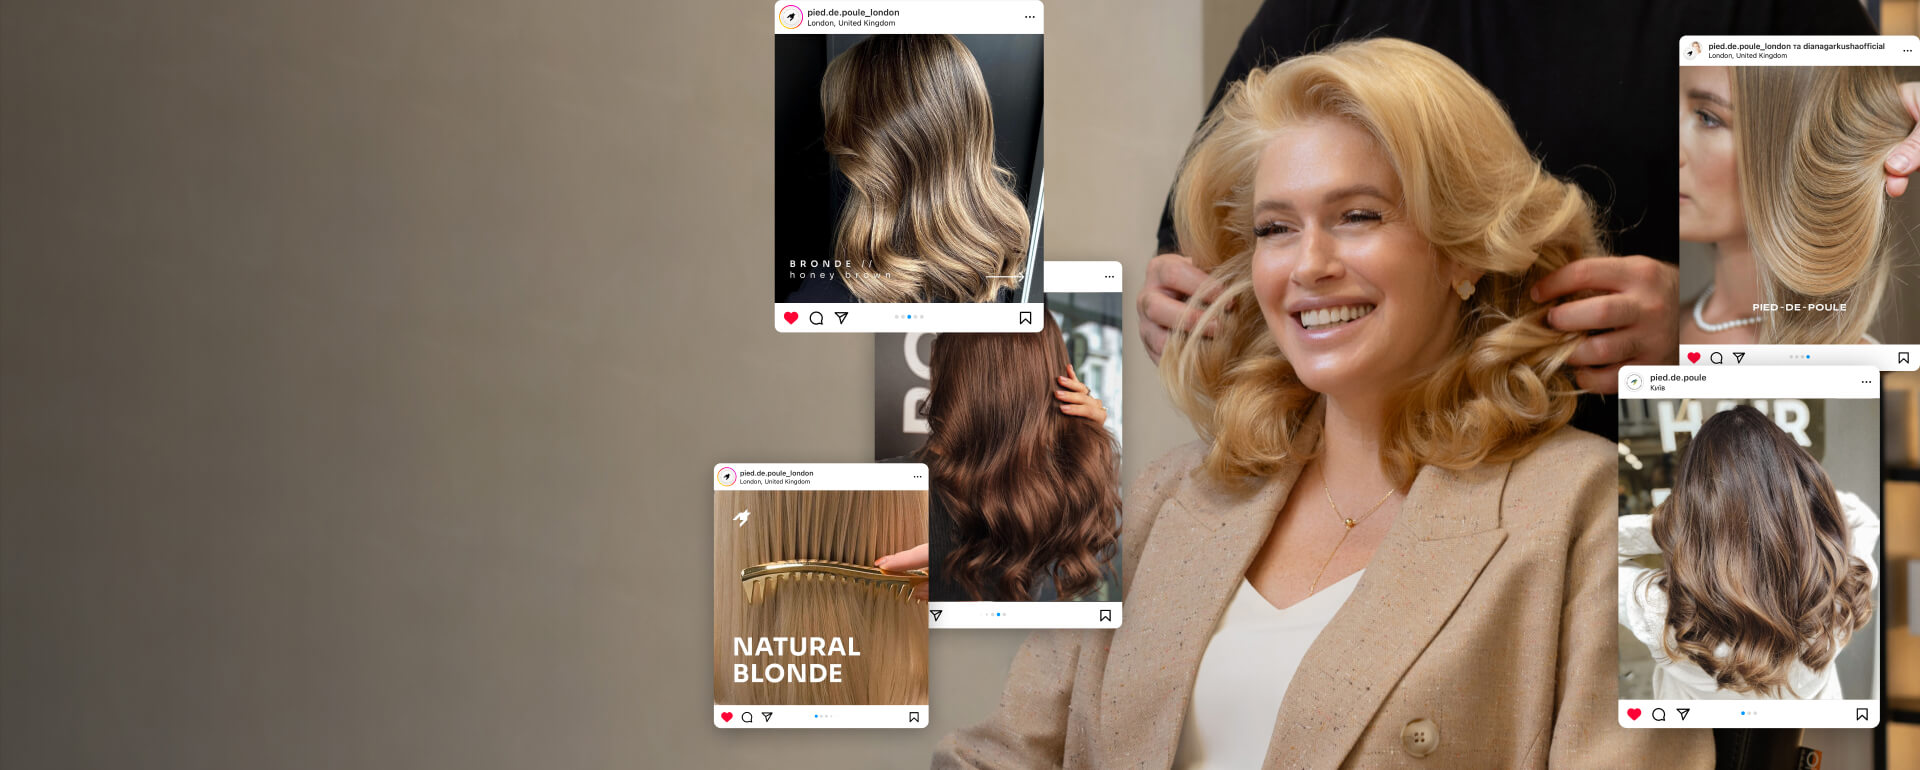 pied.de.poule_london
London, United Kingdom
BRONDE //
honey brown
pied.de.poule_london
London, United Kingdom
NATURAL
BLONDE
pied.de.poule_london та dianagarkushaofficial
London, United Kingdom
PIED-DE-POULE
pied.de.poule
Київ
HAIR